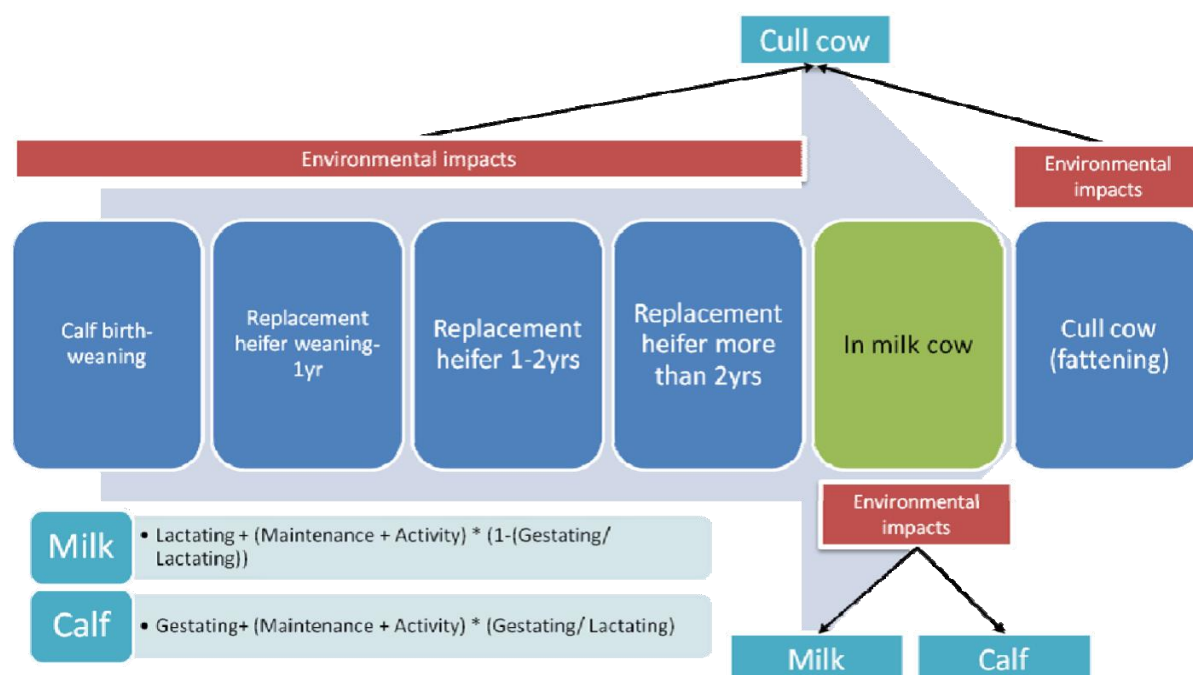 Cull cow
Environmental impacts
Environmental
impacts
Calf birth-
weaning
Replacement
heifer weaning-
1yr
Replacement
heifer 1-2yrs
Replacement
heifer more
than 2yrs
In milk cow
Cull cow
(fattening)
Environmental
impacts
Milk
• Lactating + (Maintenance + Activity) * (1-(Gestating/
Lactating))
Calf
• Gestating+ (Maintenance + Activity) * (Gestating/ Lactating)
Milk
Calf